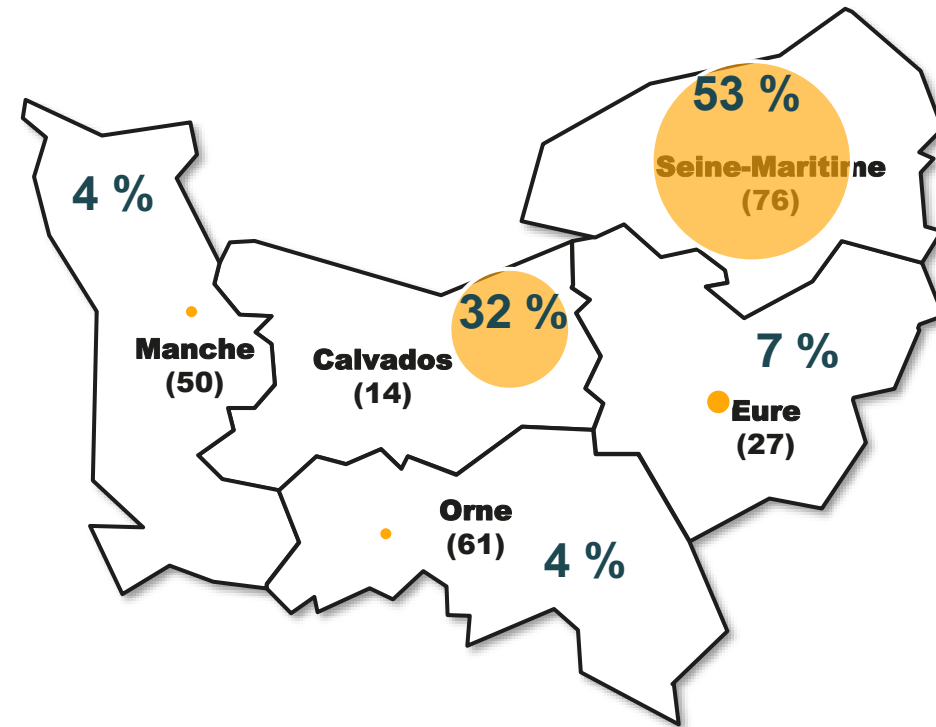 53 %
Seine-Maritime
(76)
4 %
Manche
(50)
32 %
Calvados
(14)
7 %
Eure
(27)
Orne
(61)
4 %